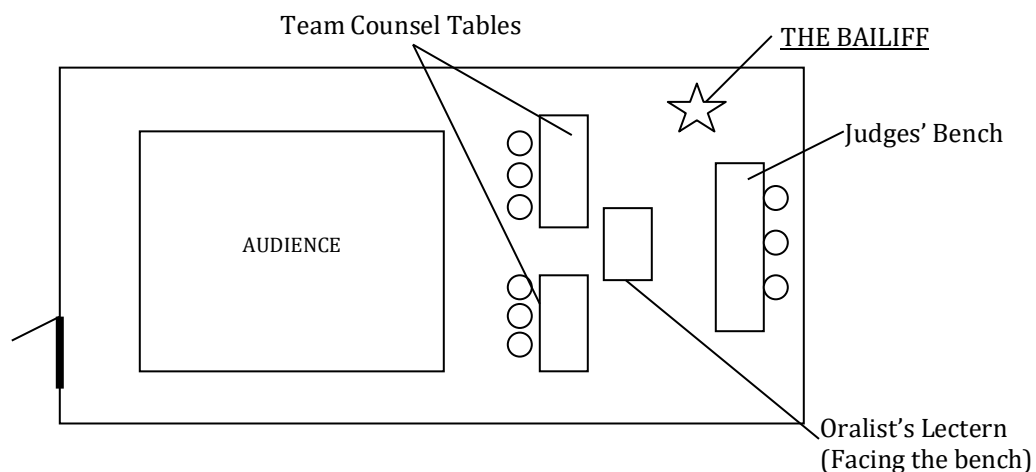 Team Counsel Tables
THE BAILIFF
Judges’ Bench
AUDIENCE
Oralist’s Lectern
(Facing the bench)